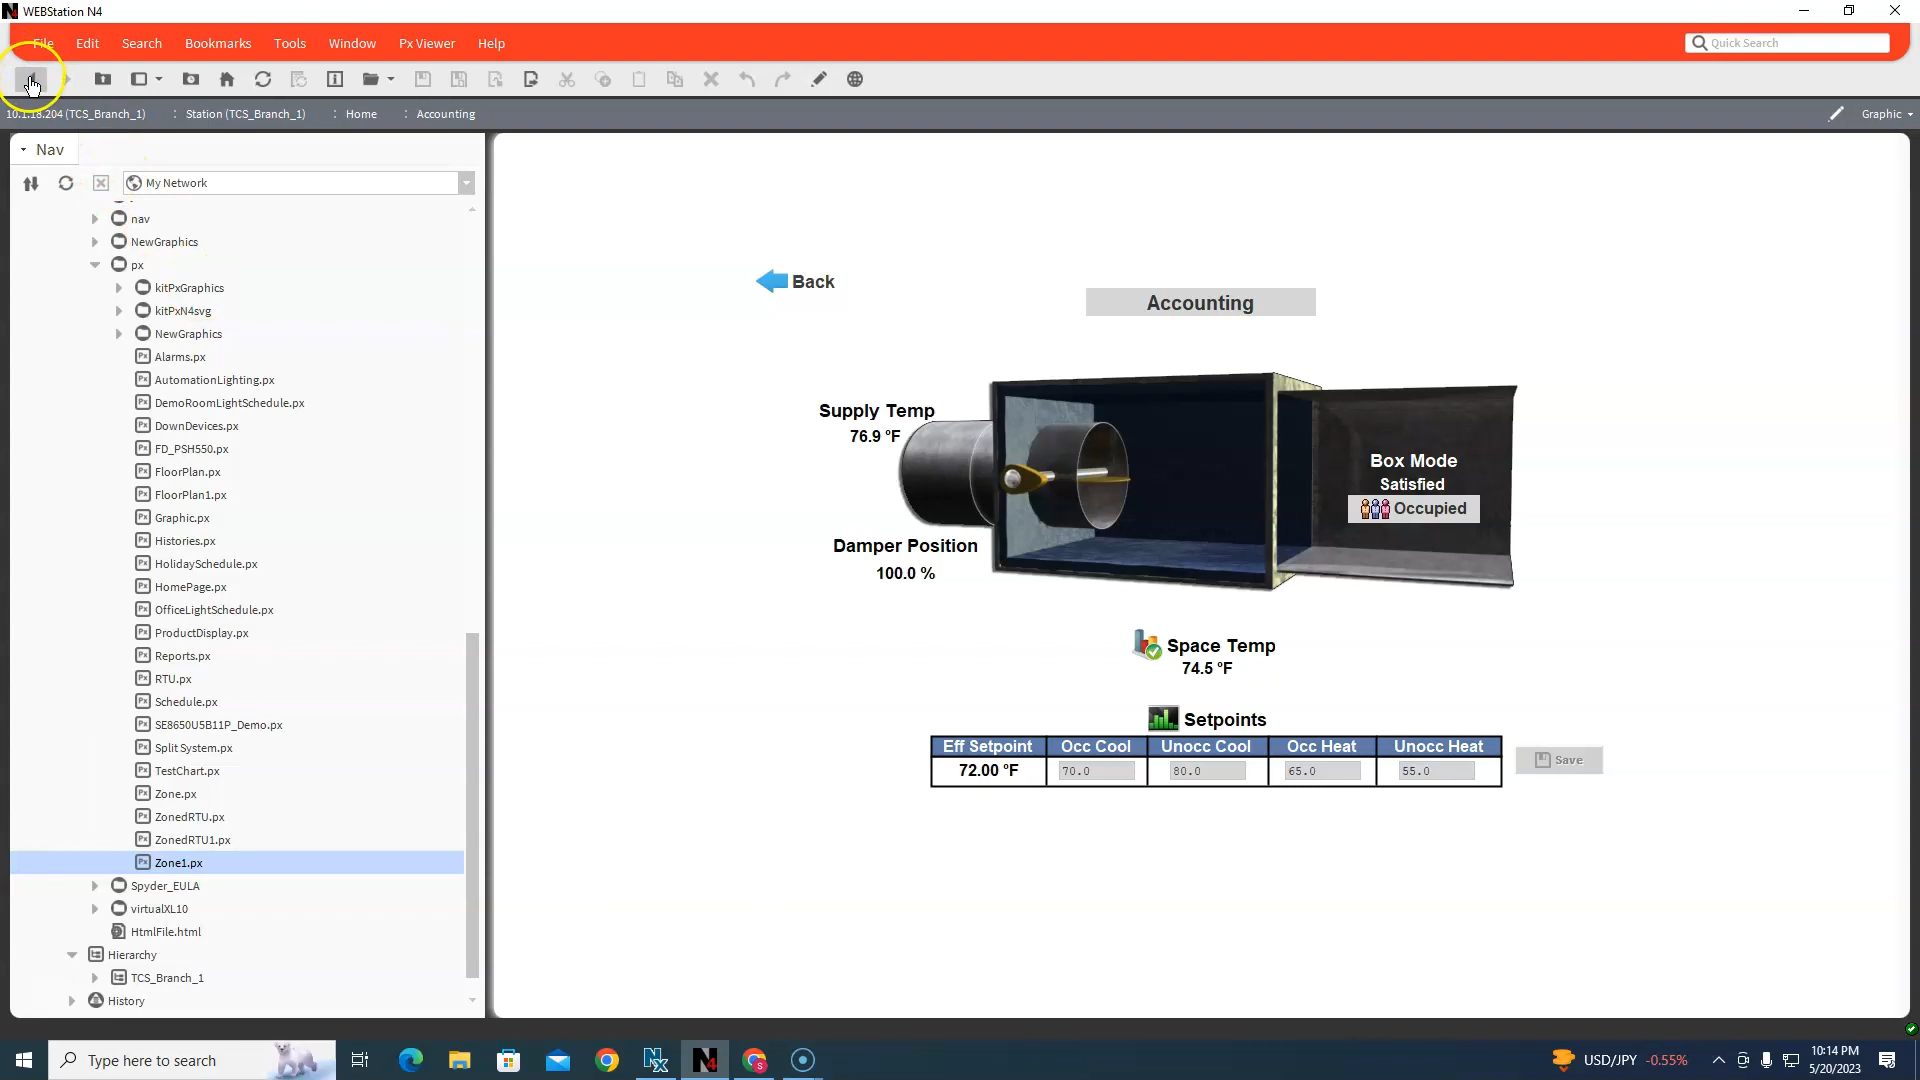 WEBStation N4
File Edit Search Bookmarks Tools Window Px Viewer Help
Quick Search
10.1.18.204 (TCS_Branch_1) : Station (TCS_Branch_1) : Home : Accounting
Graphic
Nav
My Network
nav
NewGraphics
px
kitPxGraphics
kitPxN4svg
NewGraphics
Alarms.px
AutomationLighting.px
DemoRoomLightSchedule.px
DownDevices.px
FD_PSH550.px
FloorPlan.px
FloorPlan1.px
Graphic.px
Histories.px
HolidaySchedule.px
HomePage.px
OfficeLightSchedule.px
ProductDisplay.px
Reports.px
RTU.px
Schedule.px
SE8650U5B11P_Demo.px
Split System.px
TestChart.px
Zone.px
ZonedRTU.px
ZonedRTU1.px
Zone1.px
Spyder_EULA
virtualXL10
HtmlFile.html
Hierarchy
TCS_Branch_1
History
Back
Accounting
Supply Temp
76.9 °F
Box Mode
Satisfied
Occupied
Damper Position
100.0 %
Space Temp
74.5 °F
Setpoints
Eff Setpoint Occ Cool Unocc Cool Occ Heat Unocc Heat
72.00 °F 70.0 80.0 65.0 55.0
Save
Type here to search
USD/JPY -0.55%
10:14 PM
5/20/2023